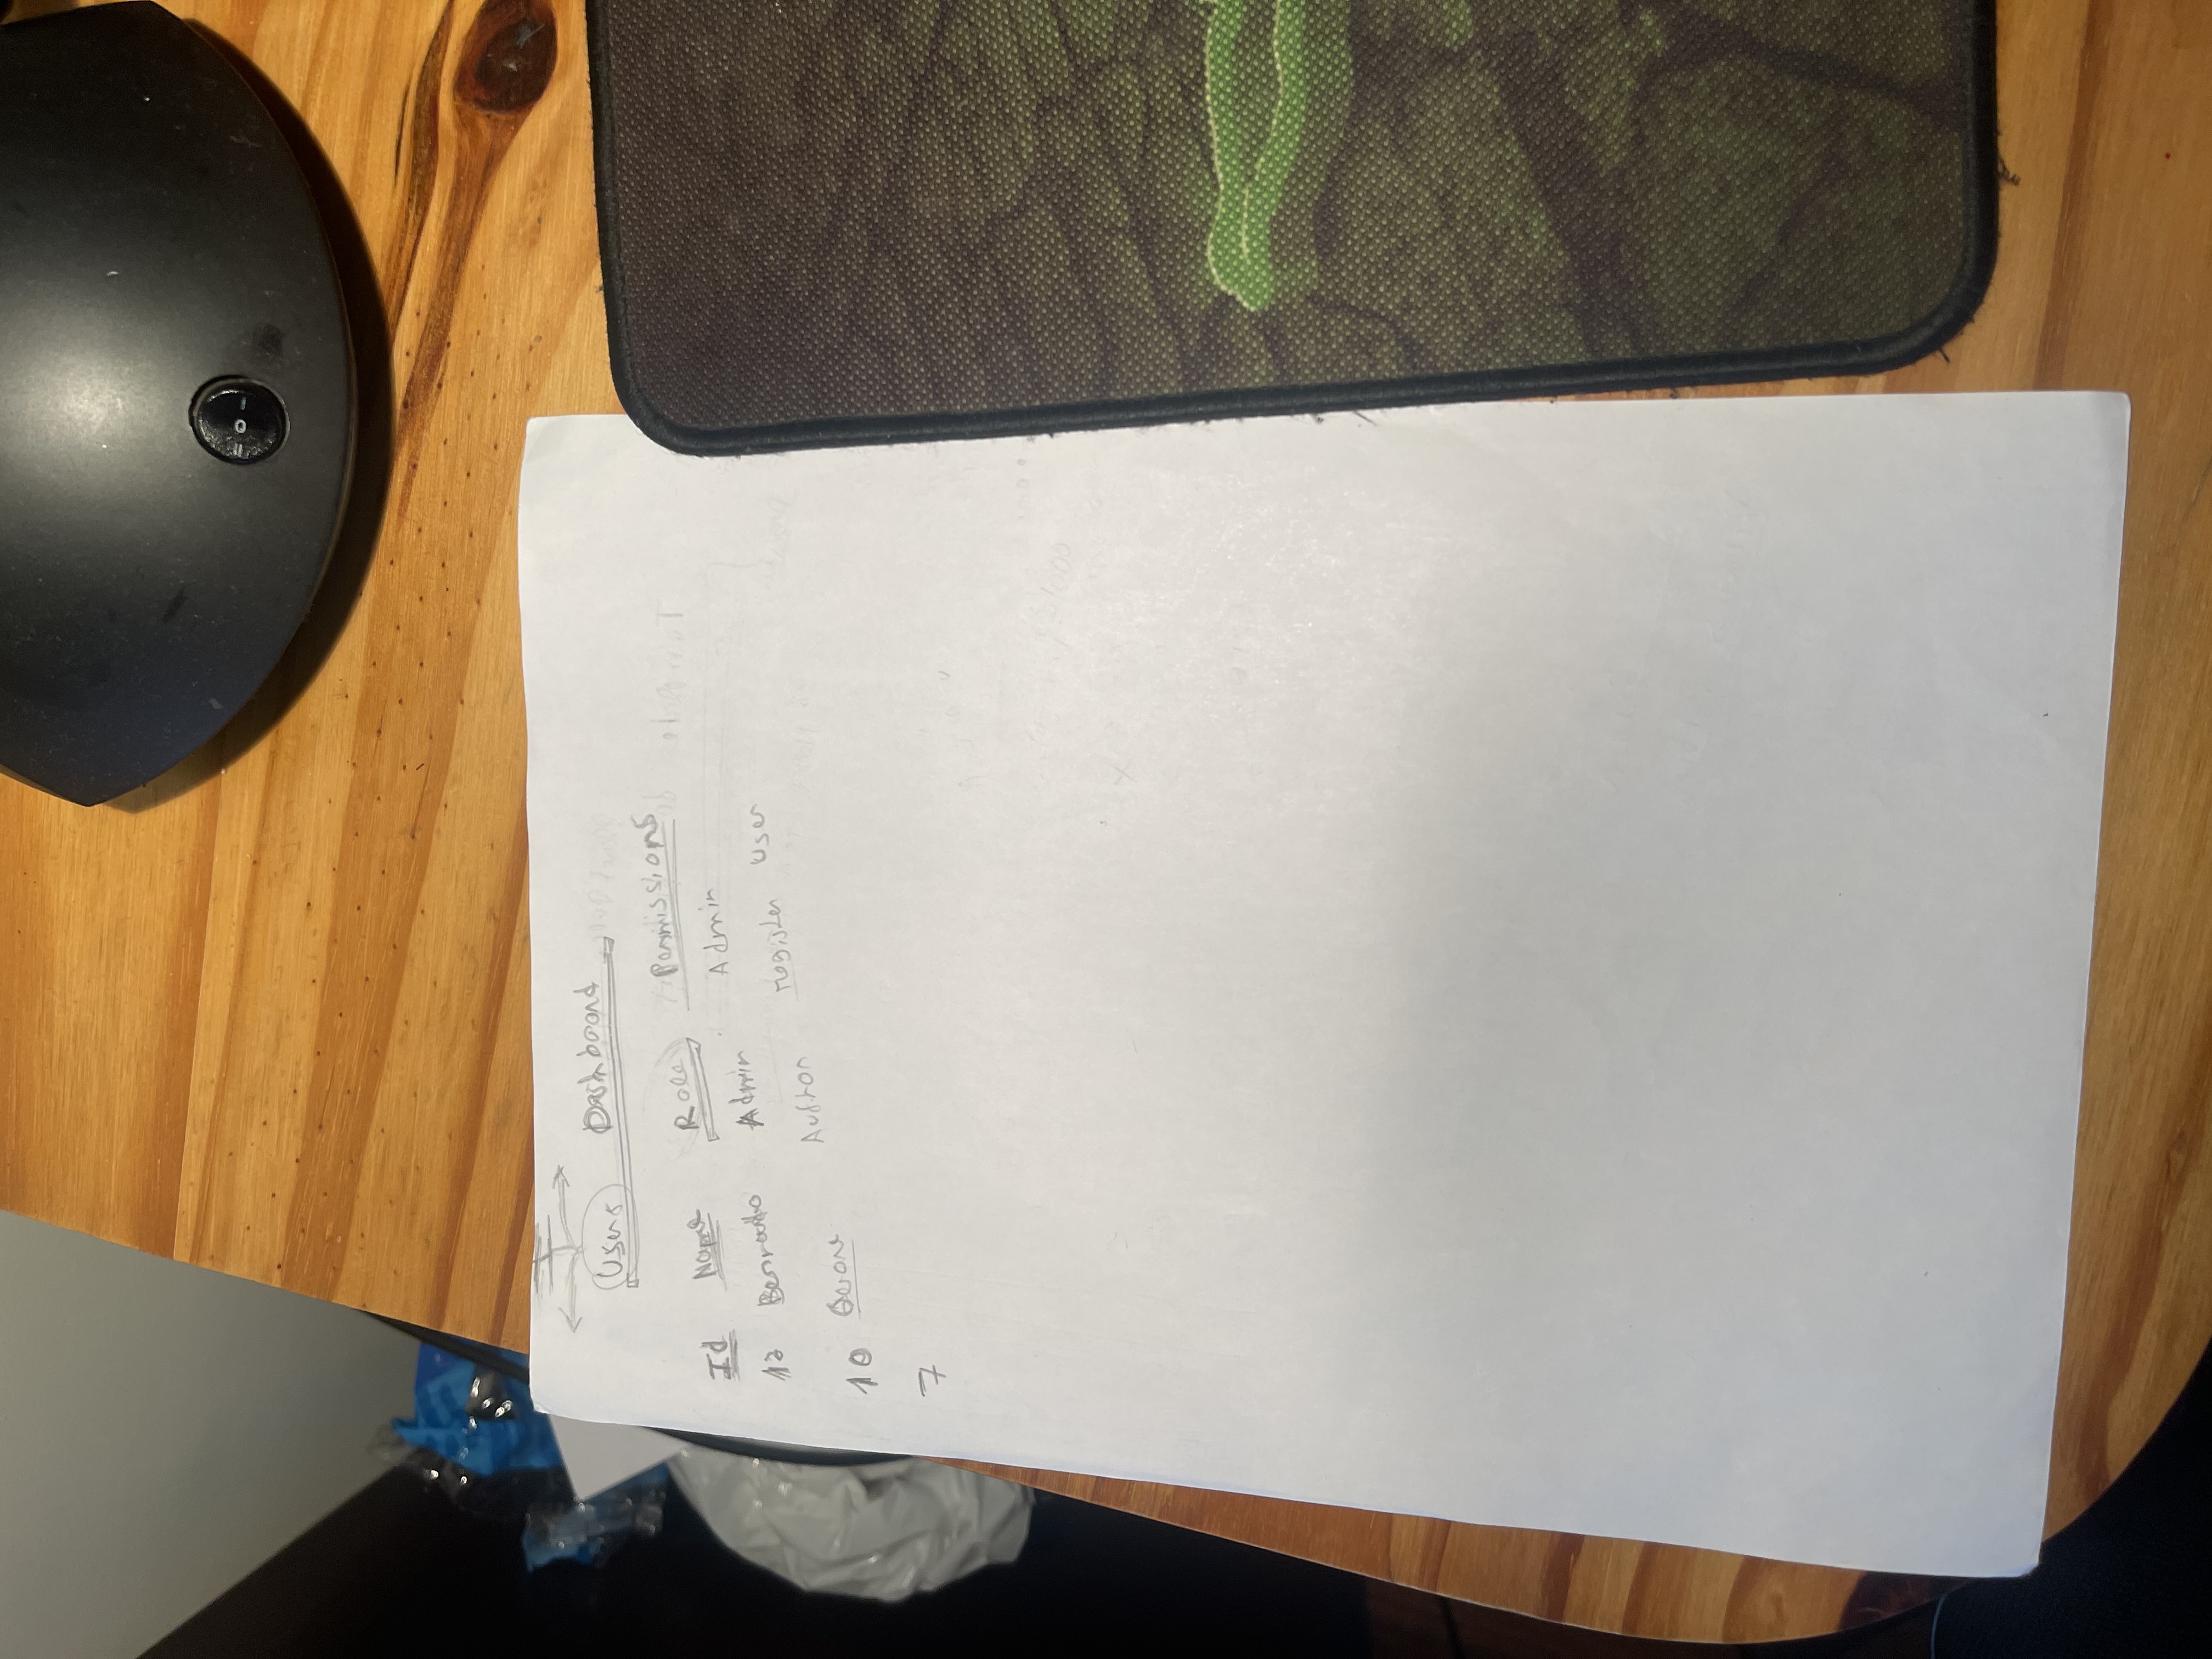 Users Dashboard
Id Name Role Permissions
12 Admin Admin
10 Author register user
7